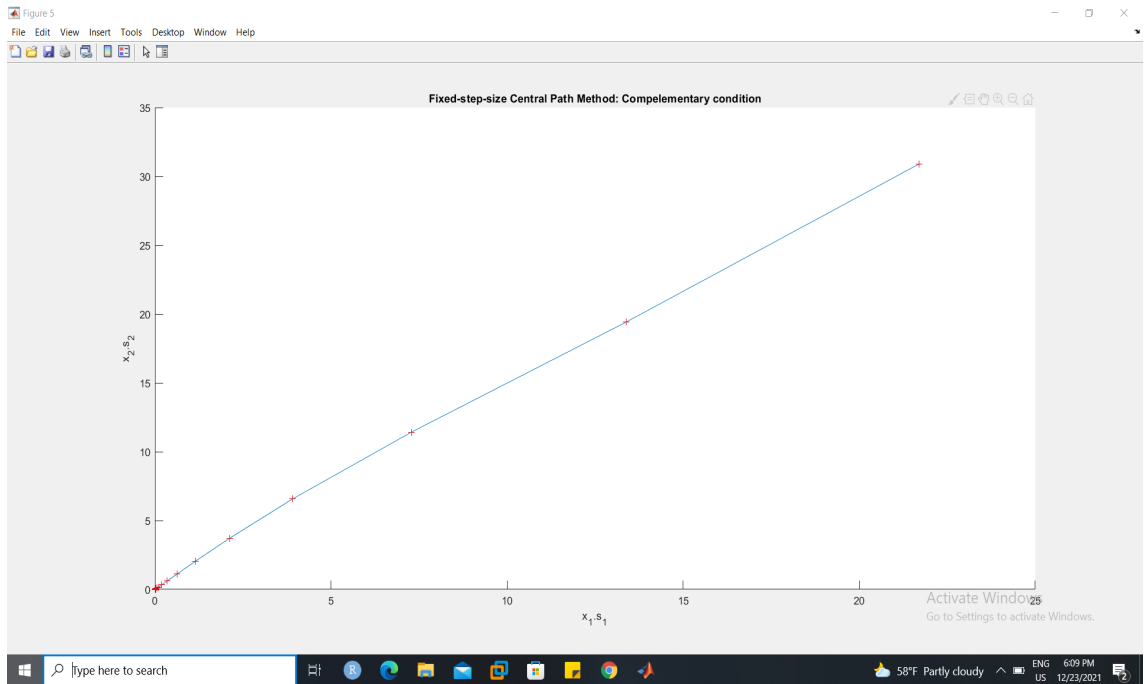 Figure 5
File Edit View Insert Tools Desktop Window Help
Fixed-step-size Central Path Method: Compelementary condition
35
30
25
20
15
10
5
0
x2.s2
0 5 10 15 20 25
x1.s1
Activate Windows
Go to Settings to activate Windows.
Type here to search
R
58°F Partly cloudy
ENG 6:09 PM
US 12/23/2021
2